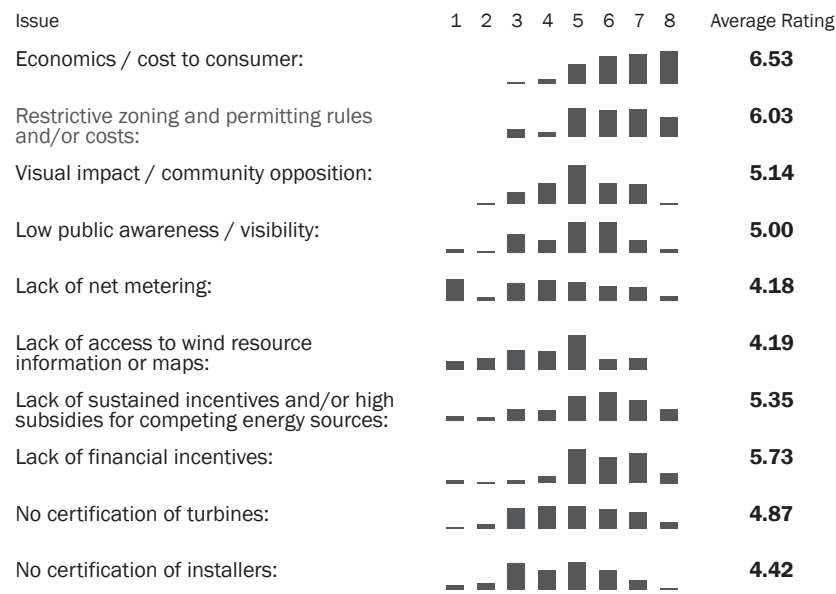 Issue 1 2 3 4 5 6 7 8 Average Rating
Economics / cost to consumer: 6.53
Restrictive zoning and permitting rules
and/or costs: 6.03
Visual impact / community opposition: 5.14
Low public awareness / visibility: 5.00
Lack of net metering: 4.18
Lack of access to wind resource
information or maps: 4.19
Lack of sustained incentives and/or high
subsidies for competing energy sources: 5.35
Lack of financial incentives: 5.73
No certification of turbines: 4.87
No certification of installers: 4.42